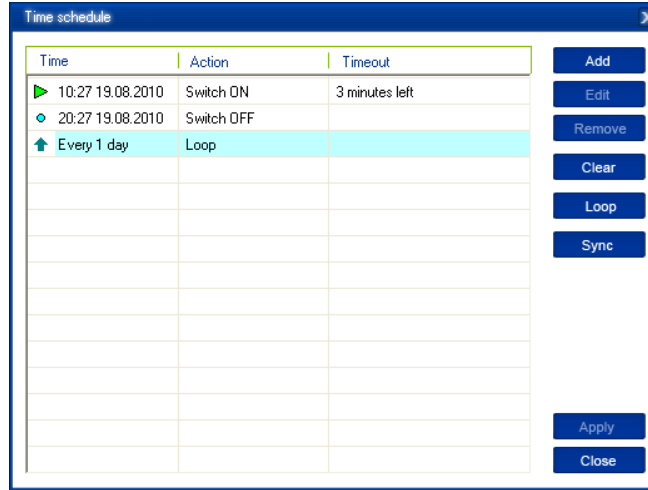 Time schedule
Time Action Timeout
10:27 19.08.2010 Switch ON 3 minutes left
20:27 19.08.2010 Switch OFF
Every 1 day Loop
Add
Edit
Remove
Clear
Loop
Sync
Apply
Close